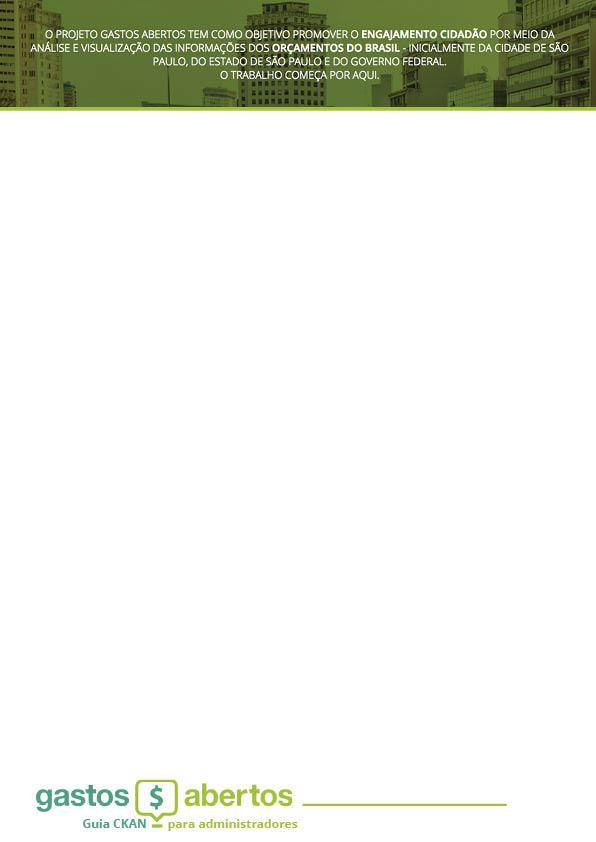 O PROJETO GASTOS ABERTOS TEM COMO OBJETIVO PROMOVER O ENGAJAMENTO CIDADÃO POR MEIO DA
ANÁLISE E VISUALIZAÇÃO DAS INFORMAÇÕES DOS ORÇAMENTOS DO BRASIL - INICIALMENTE DA CIDADE DE SÃO
PAULO, DO ESTADO DE SÃO PAULO E DO GOVERNO FEDERAL.
O TRABALHO COMEÇA POR AQUI.
gastos $ abertos
Guia CKAN para administradores